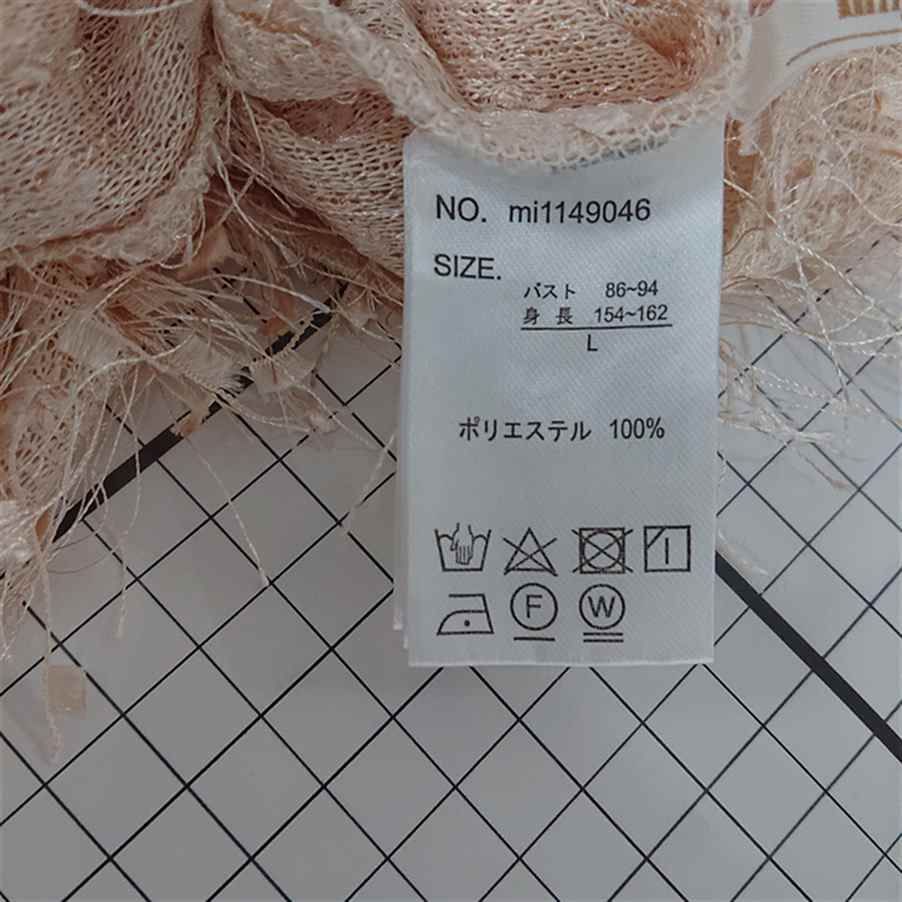 NO. mi1149046
SIZE.
バスト 86~94
身 長 154~162
L
ポリエステル 100%
F W